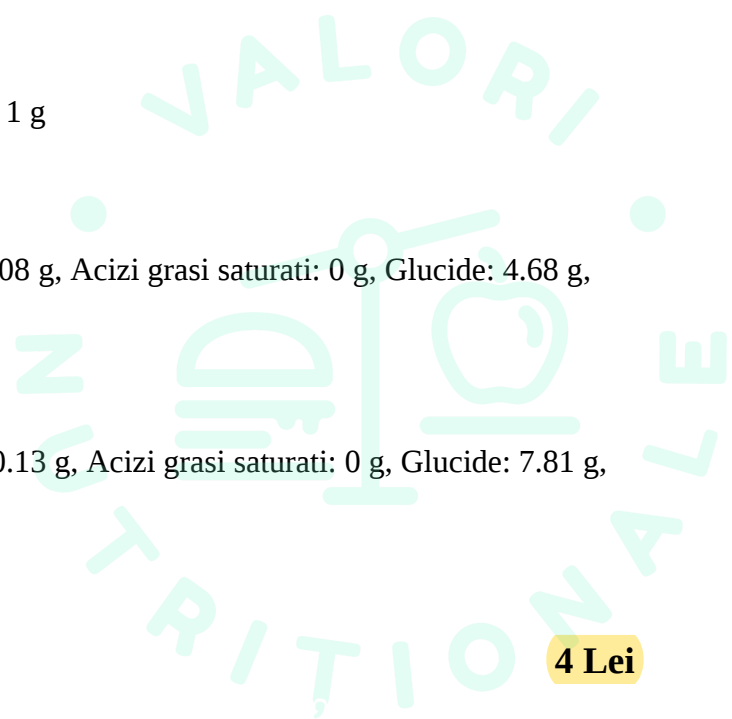 VALORI
1 g
08 g, Acizi grasi saturati: 0 g, Glucide: 4.68 g,
0.13 g, Acizi grasi saturati: 0 g, Glucide: 7.81 g,
NUTRITIONALE
4 Lei